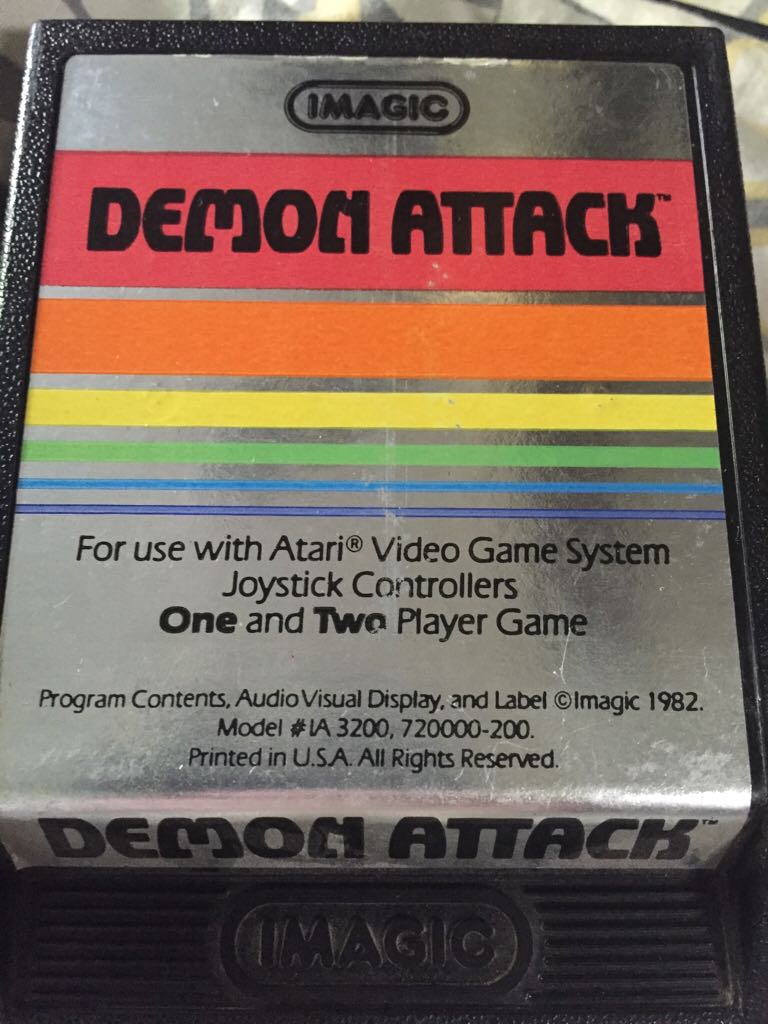 IMAGIC
DEMON ATTACK™
For use with Atari® Video Game System
Joystick Controllers
One and Two Player Game
Program Contents, Audio Visual Display, and Label ©Imagic 1982.
Model #IA 3200, 720000-200.
Printed in U.S.A. All Rights Reserved.
DEMON ATTACK™
IMAGIC